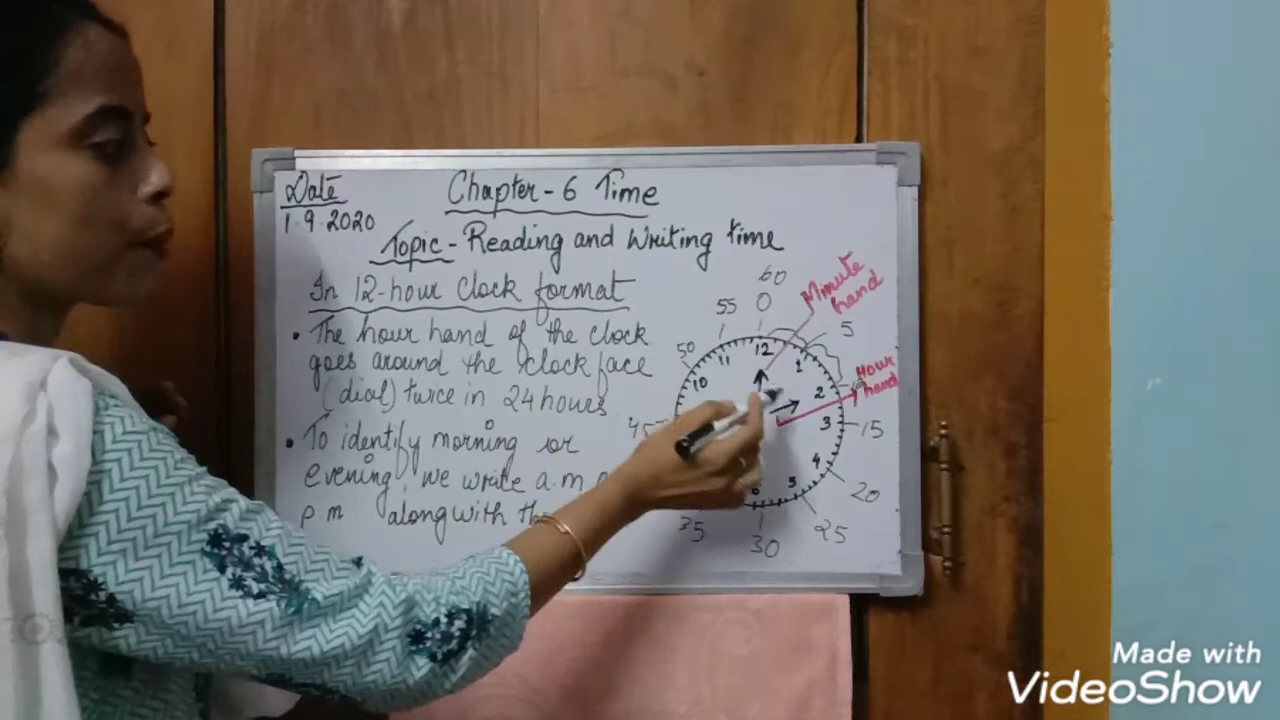 Date
1.9.2020
Chapter-6 Time
Topic- Reading and Writing time
In 12-hour Clock format
• The hour hand of the clock
goes around the clock face
(dial) twice in 24 hours.
• To identify morning or
evening, we write a.m
p m along with
60
0
55
50
5
10
15
20
25
30
35
12
1
2
3
4
5
10
11
Minute
hand
Hour
hand
Made with
VideoShow